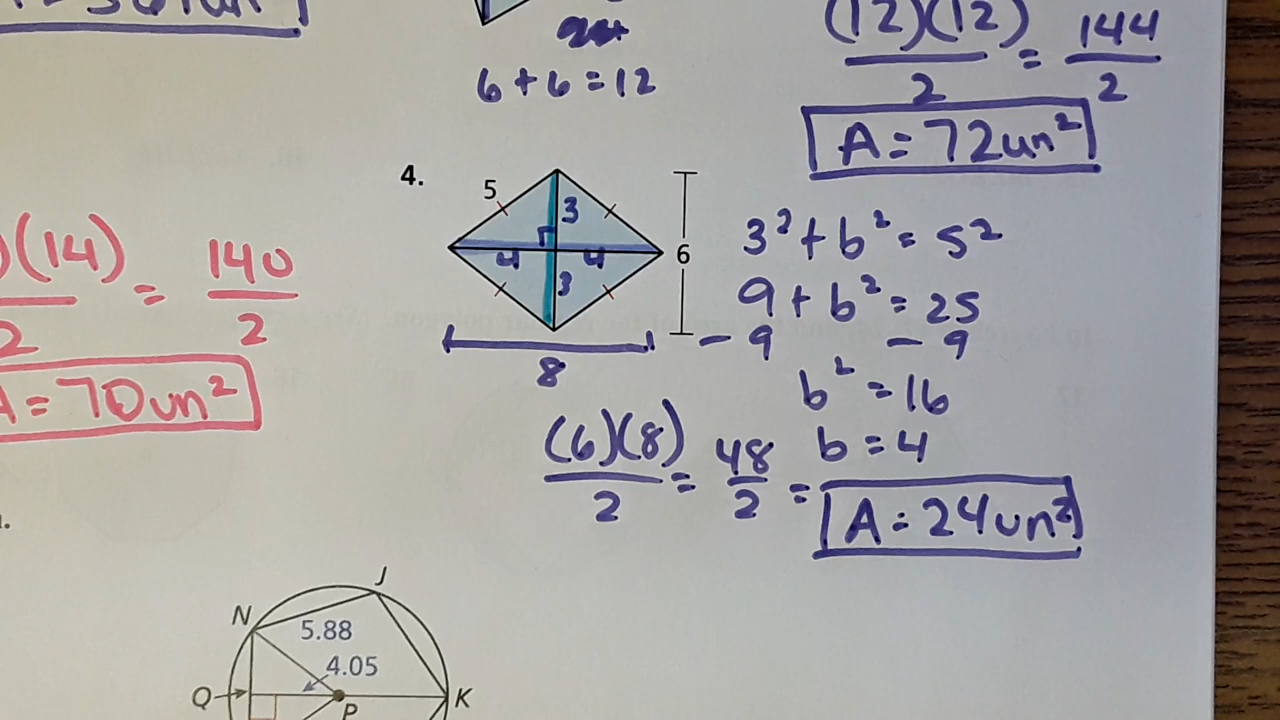 6+6=12
(12)(12)/2 = 144/2
A=72un²
4.
5
3
4 4
3
6
8
3²+b²=5²
9+b²=25
-9 -9
b²=16
b=4
(6)(8)/2 = 48/2 =
A=24un²
)(14)/2 = 140/2
A=70un²
J
N
5.88
4.05
Q
P
K